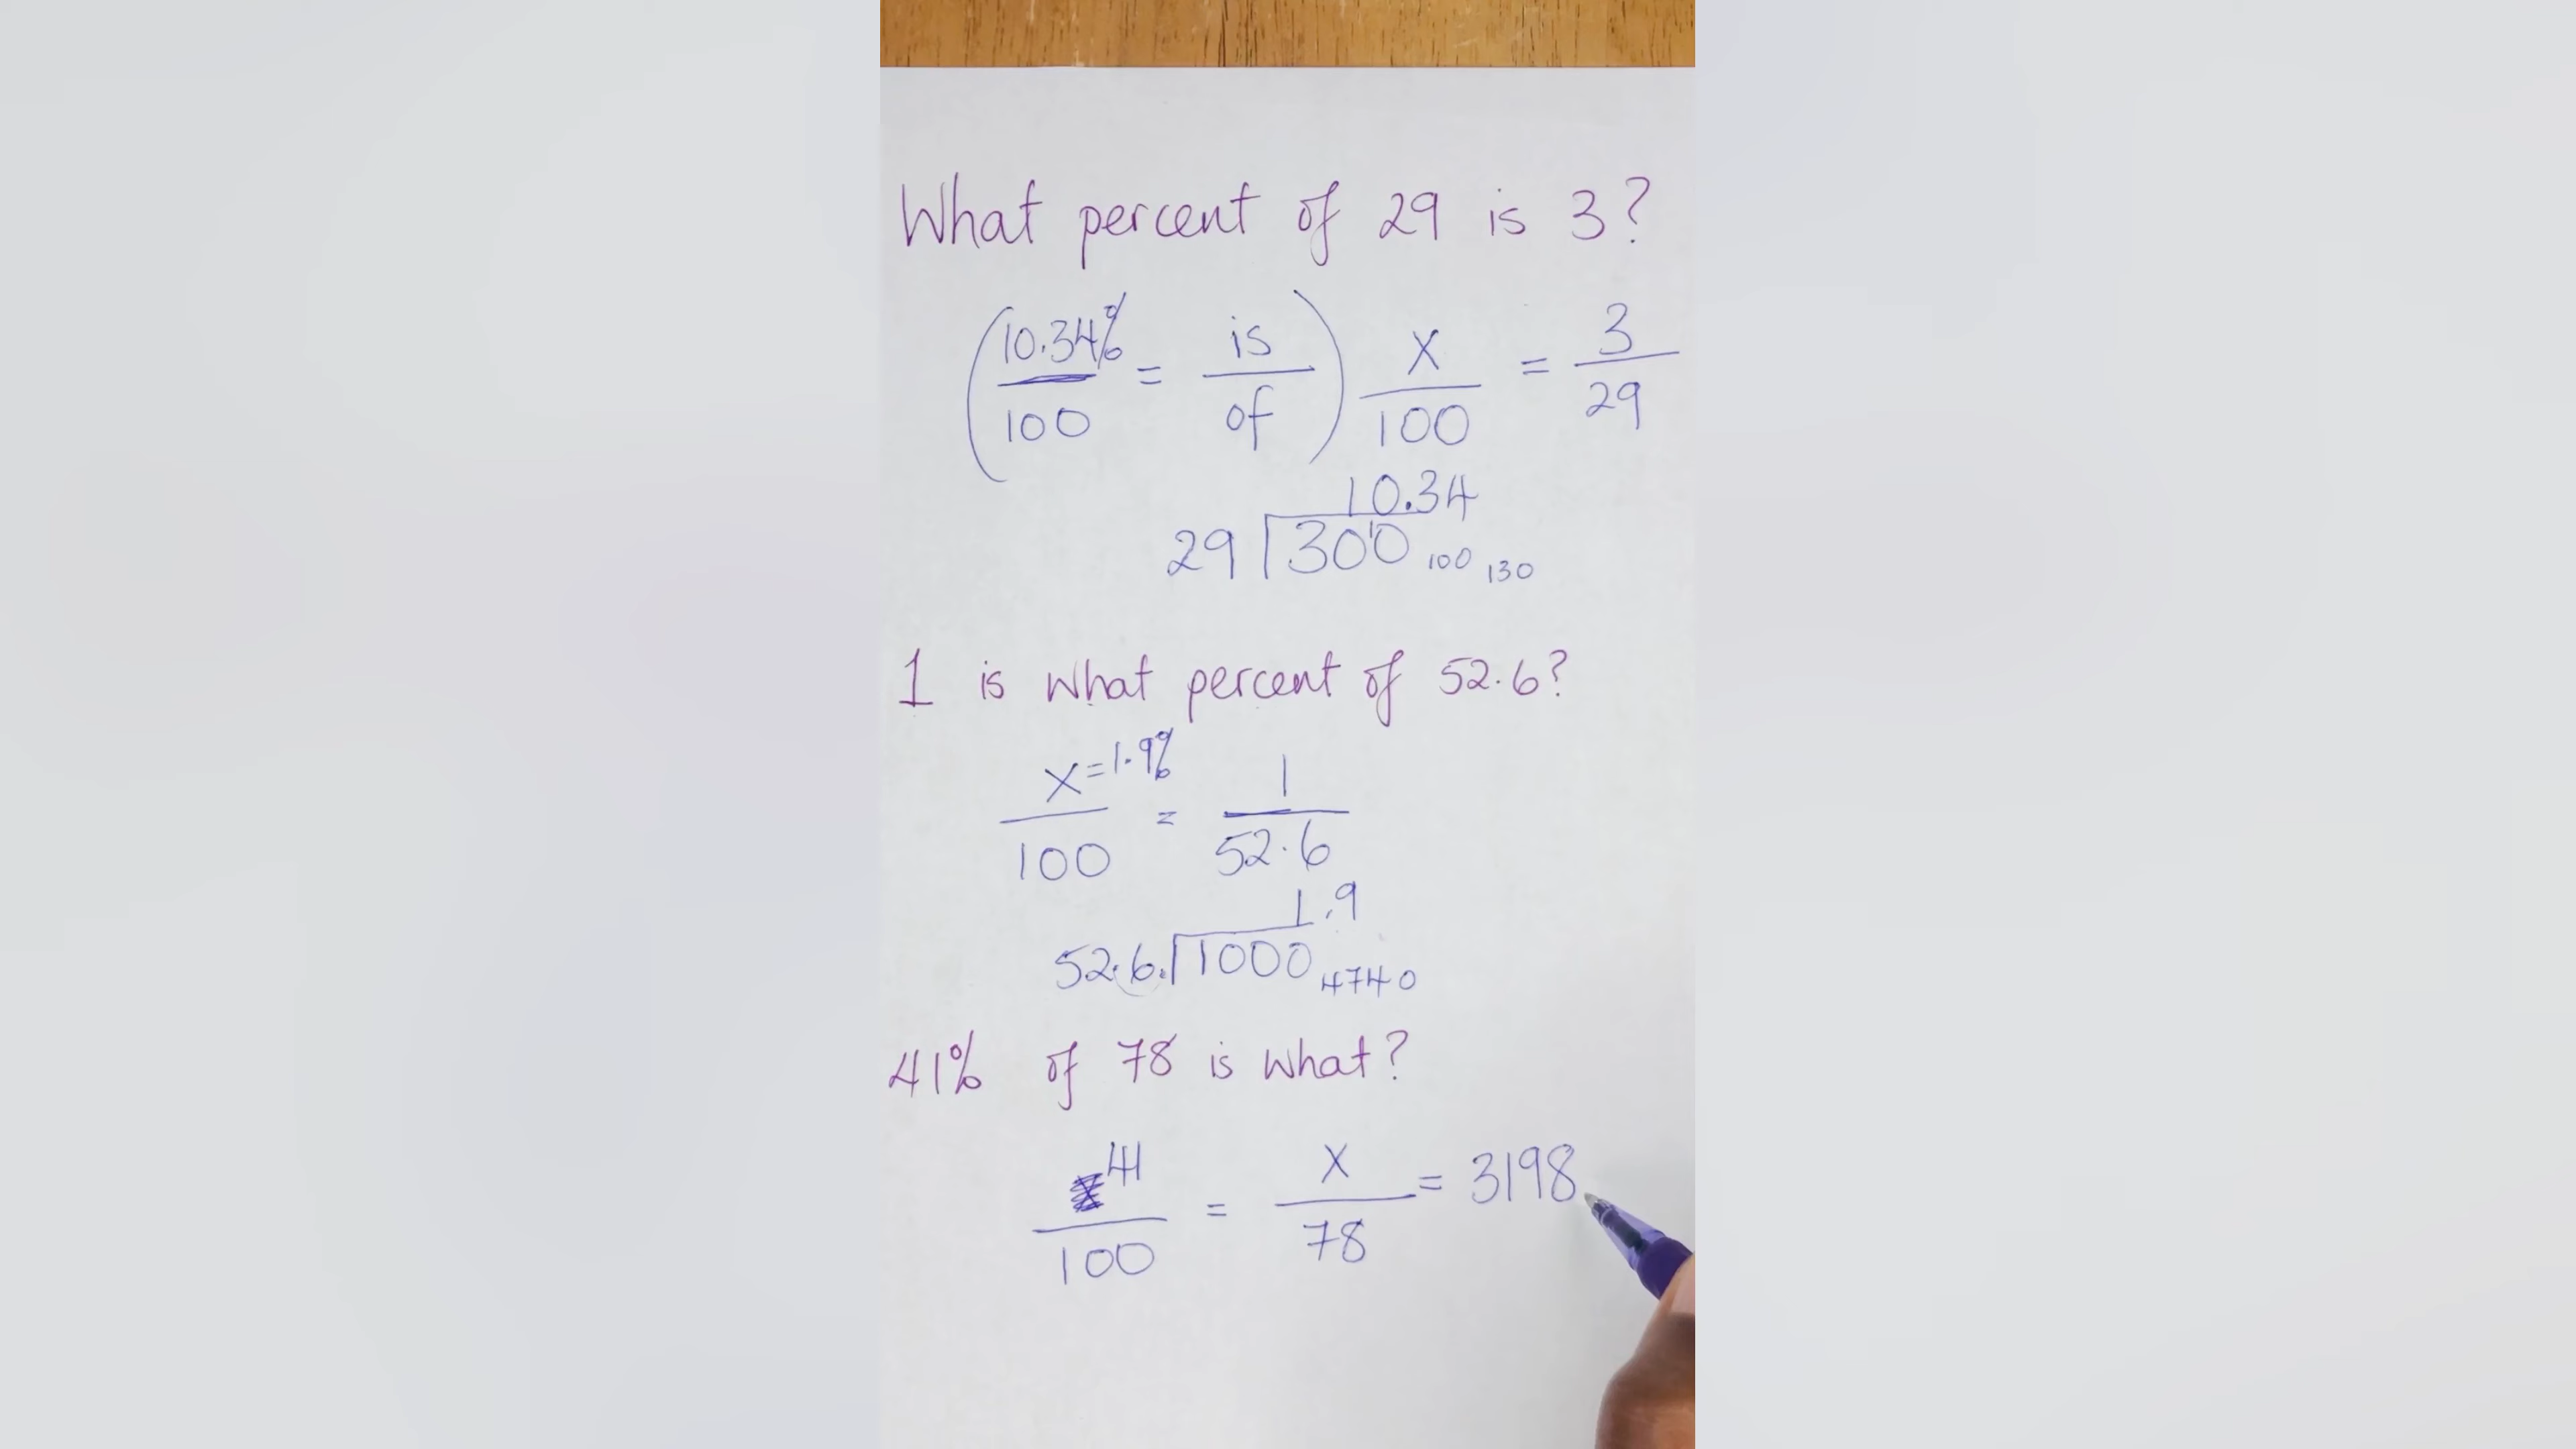 What percent of 29 is 3?
(10.34%/100 = is/of) X/100 = 3/29
10.34
29 300 100 130
1 is what percent of 52.6?
X=1.9%/100 = 1/52.6
1.9
52.6. 1000 4740
41% of 78 is what?
41/100 = X/78 = 3198